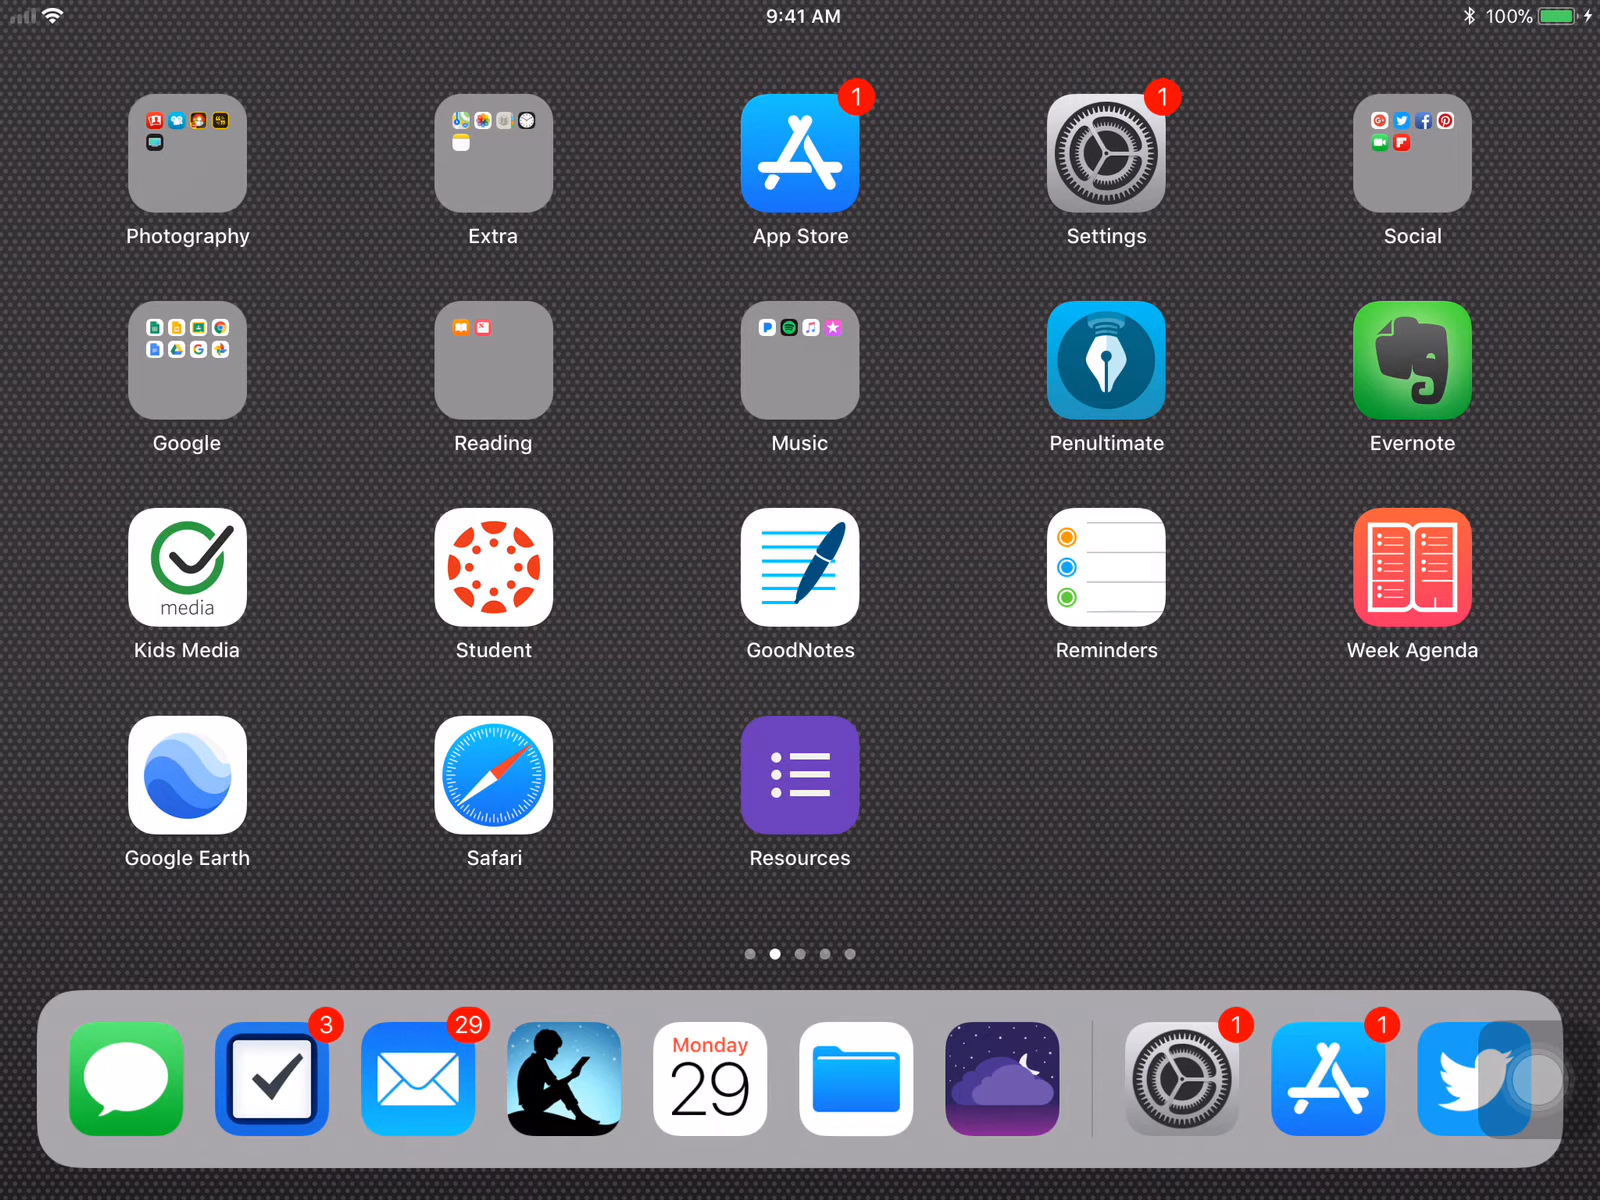 9:41 AM
100%
1
1
Photography
Extra
App Store
Settings
Social
Google
Reading
Music
Penultimate
Evernote
media
Kids Media
Student
GoodNotes
Reminders
Week Agenda
Google Earth
Safari
Resources
3
29
Monday
29
1
1